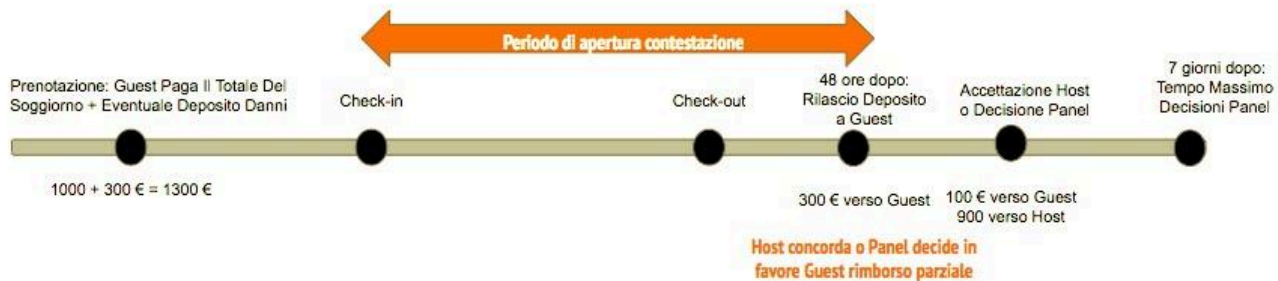 Periodo di apertura contestazione
Prenotazione: Guest Paga Il Totale Del
Soggiorno + Eventuale Deposito Danni
Check-in
Check-out
48 ore dopo:
Rilascio Deposito
a Guest
Accettazione Host
o Decisione Panel
7 giorni dopo:
Tempo Massimo
Decisioni Panel
1000 + 300 € = 1300 €
300 € verso Guest
100 € verso Guest
900 verso Host
Host concorda o Panel decide in
favore Guest rimborso parziale